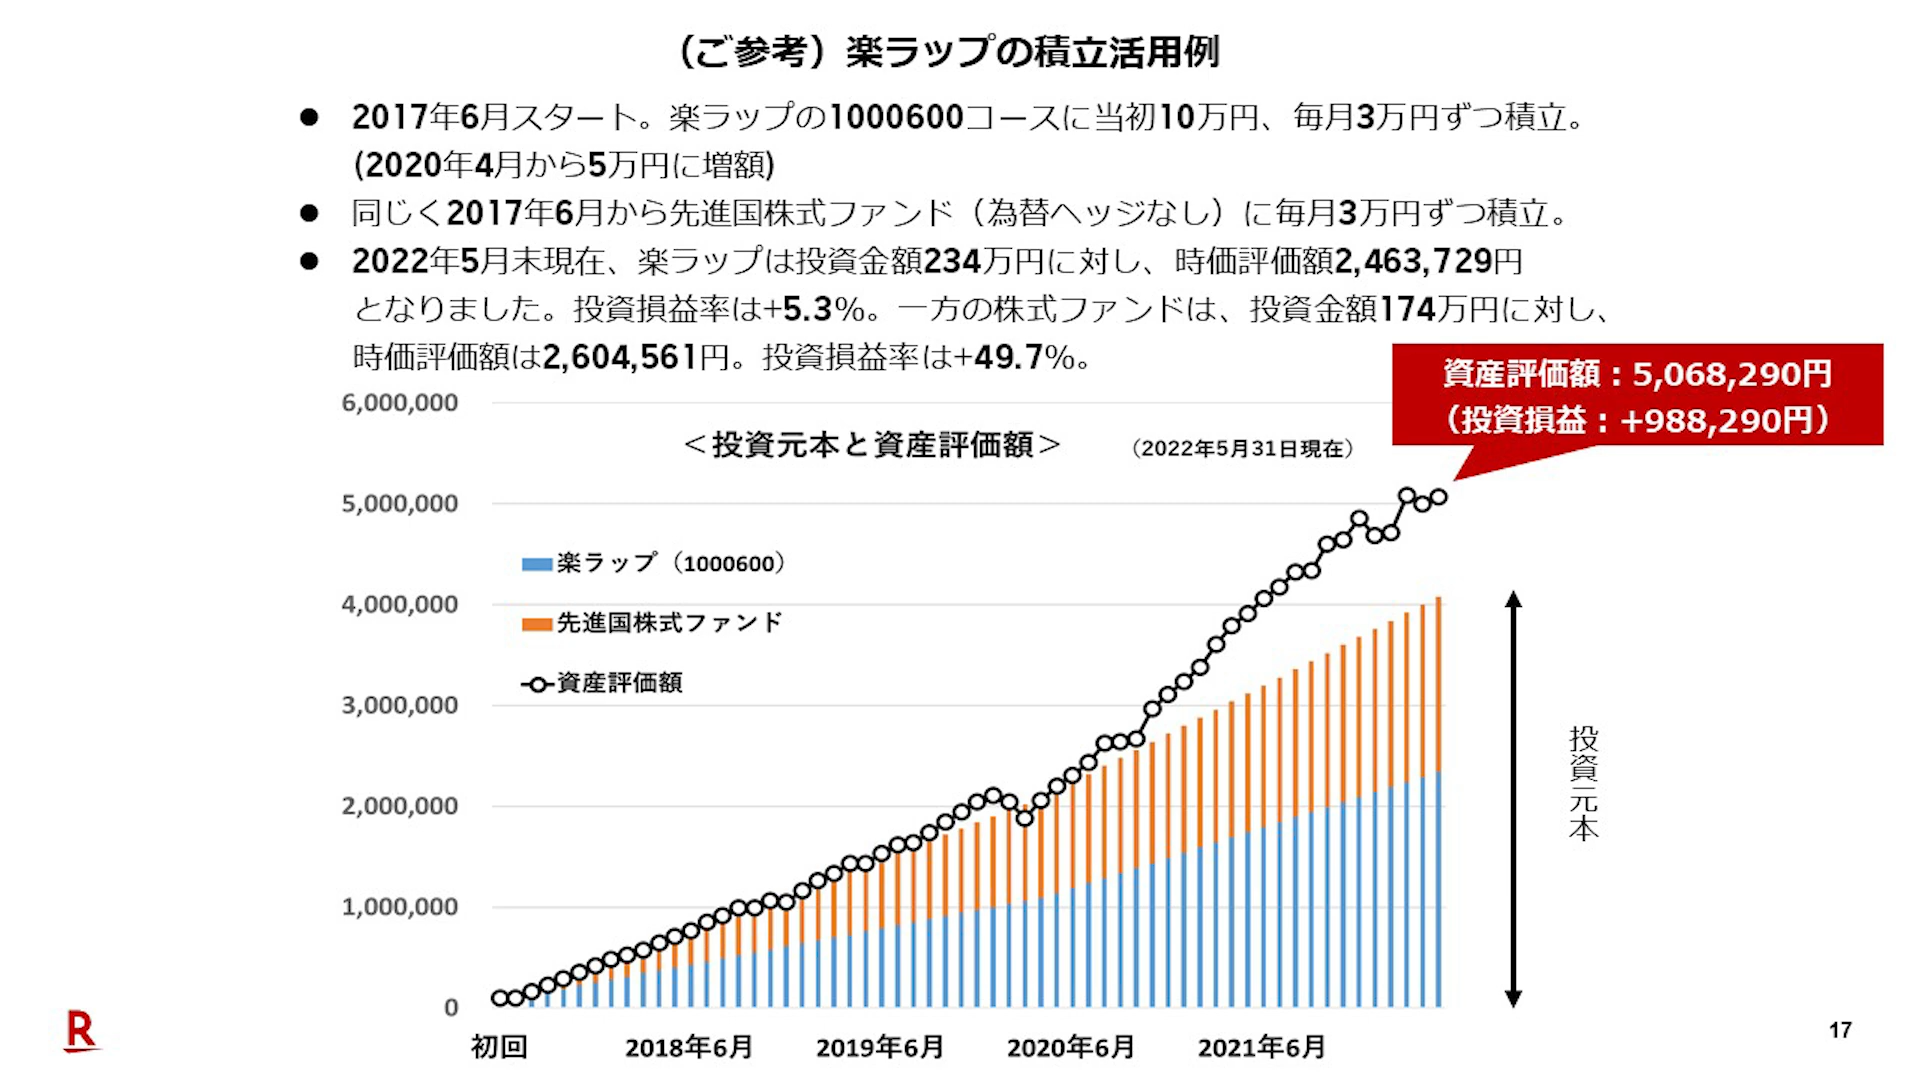 （ご参考）楽ラップの積立活用例
● 2017年6月スタート。楽ラップの1000600コースに当初10万円、毎月3万円ずつ積立。
(2020年4月から5万円に増額)
● 同じく2017年6月から先進国株式ファンド（為替ヘッジなし）に毎月3万円ずつ積立。
● 2022年5月末現在、楽ラップは投資金額234万円に対し、時価評価額2,463,729円
となりました。投資損益率は+5.3%。一方の株式ファンドは、投資金額174万円に対し、
時価評価額は2,604,561円。投資損益率は+49.7%。
資産評価額：5,068,290円
（投資損益：+988,290円）
＜投資元本と資産評価額＞ （2022年5月31日現在）
6,000,000
5,000,000
4,000,000
3,000,000
2,000,000
1,000,000
0
楽ラップ（1000600）
先進国株式ファンド
資産評価額
投資元本
初回 2018年6月 2019年6月 2020年6月 2021年6月
R
17